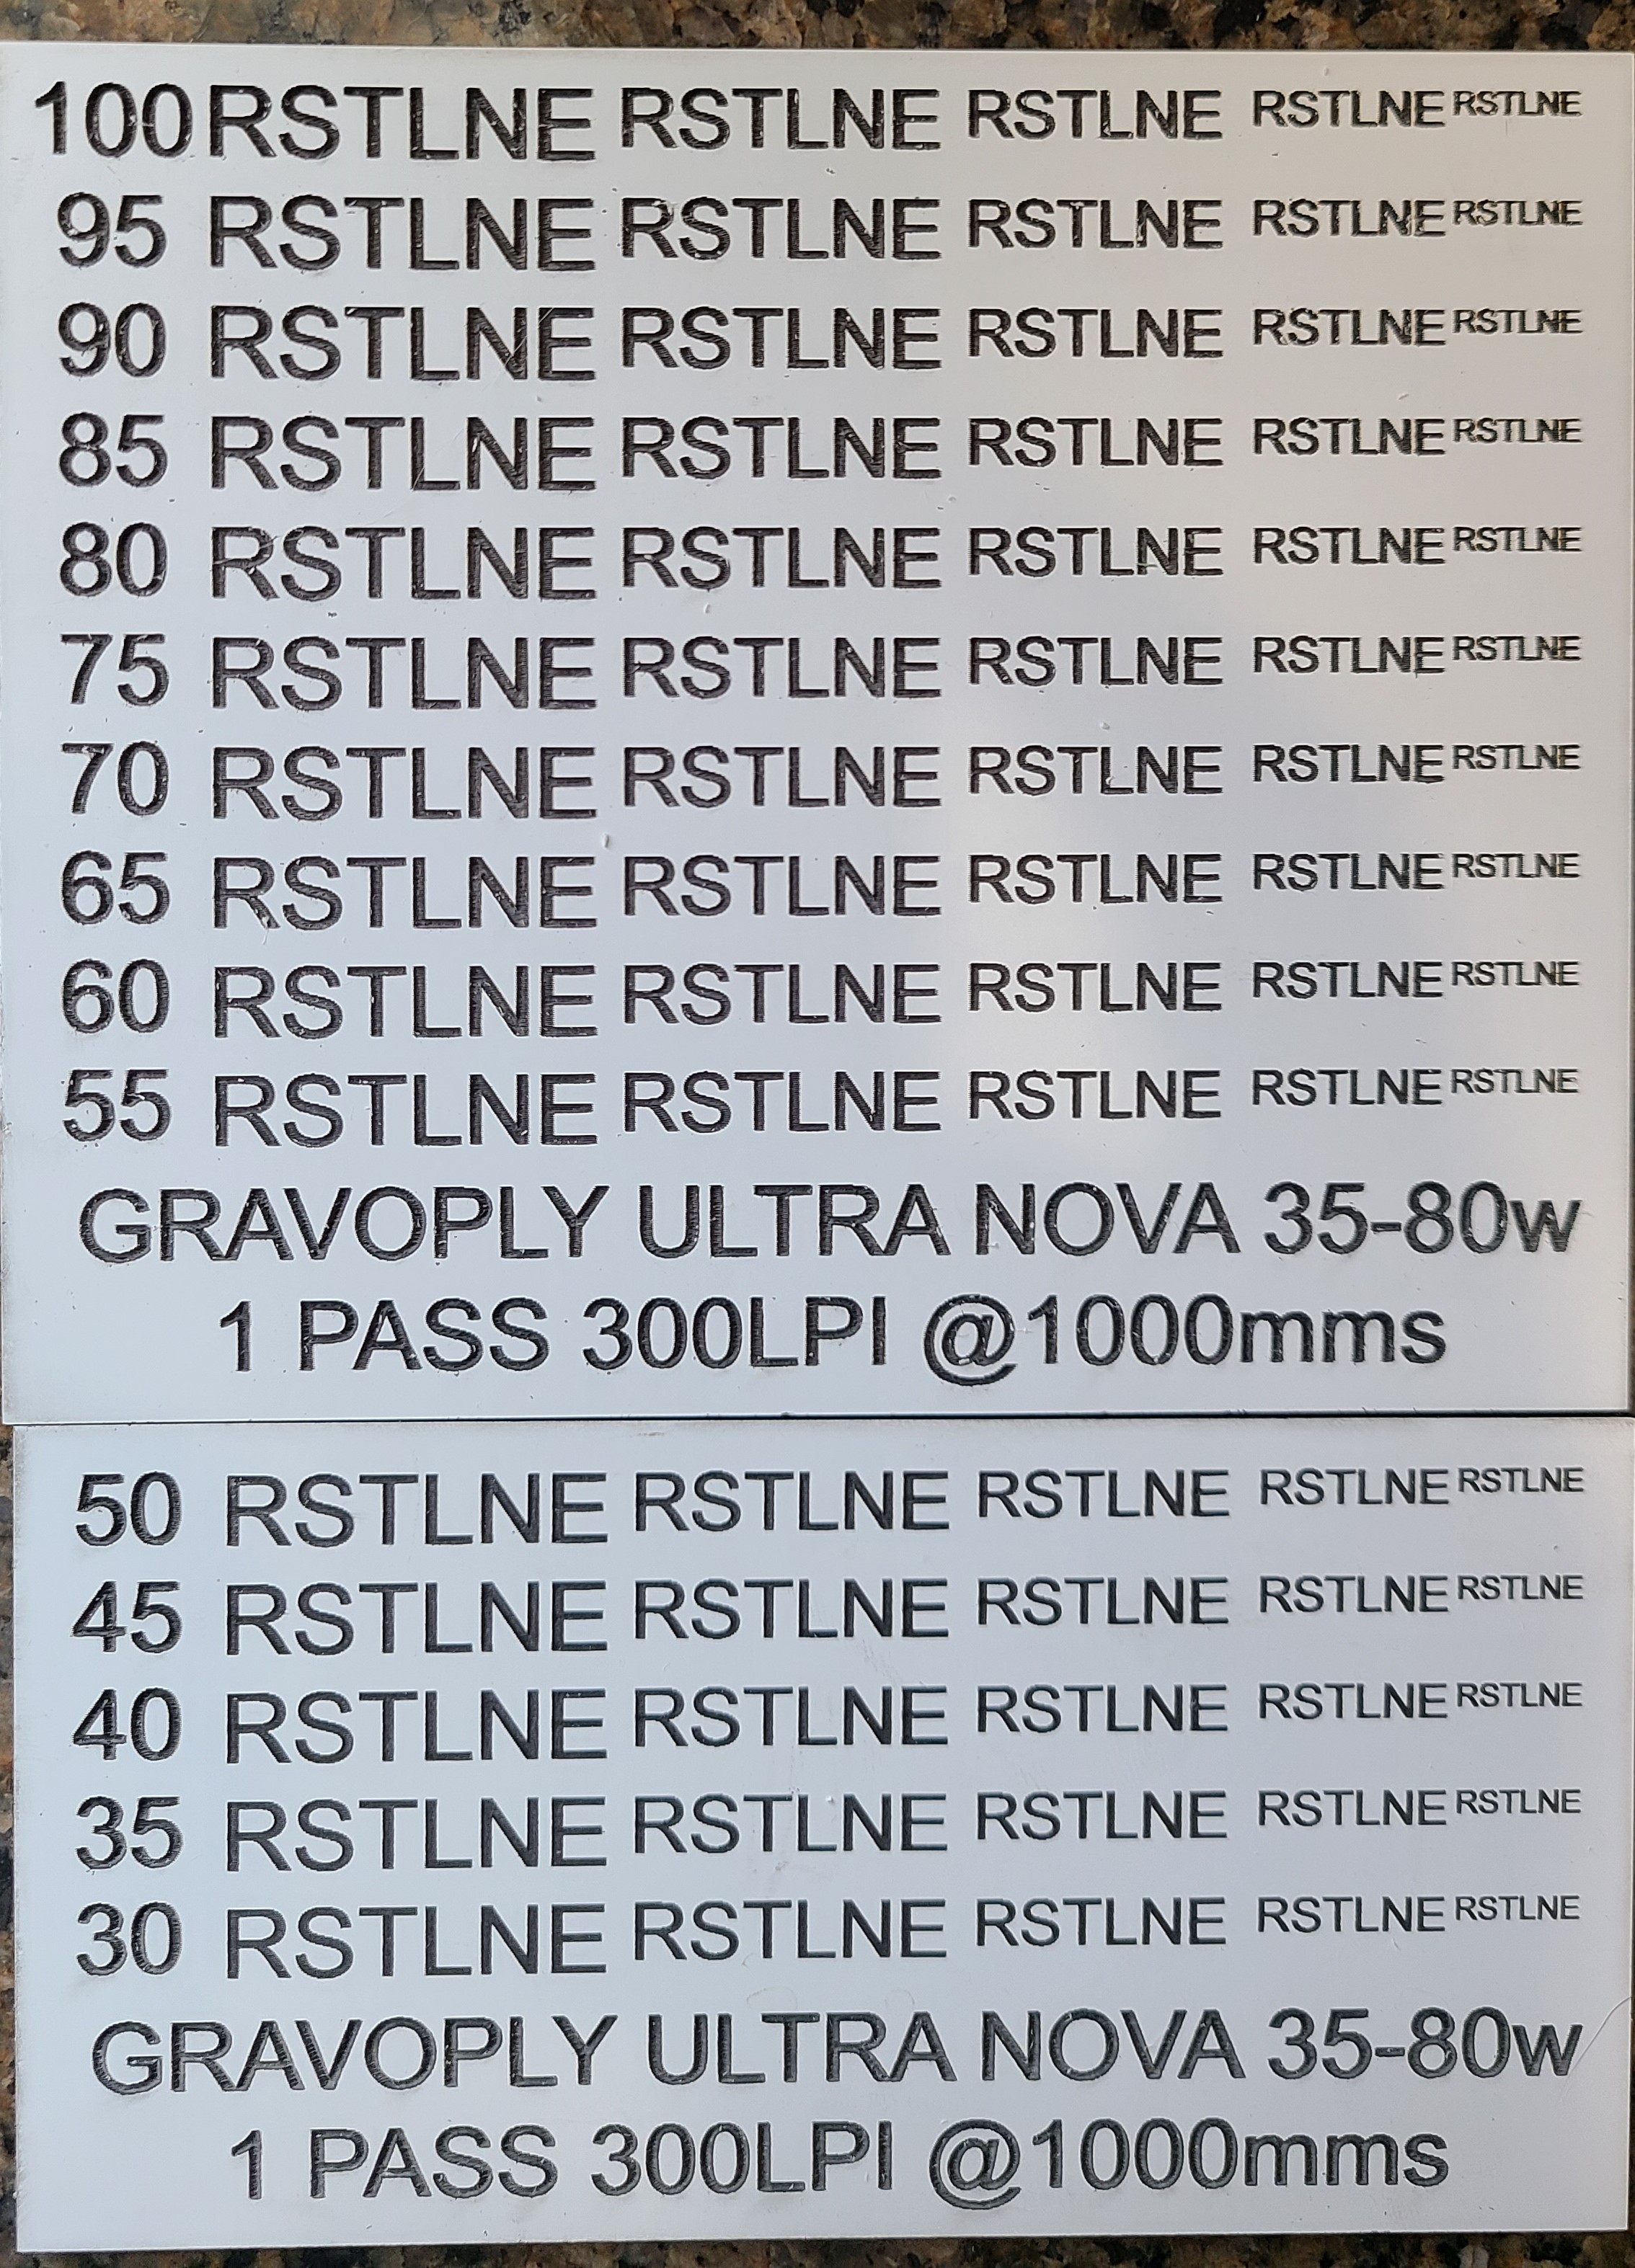 100 RSTLNE RSTLNE RSTLNE RSTLNE RSTLNE
95 RSTLNE RSTLNE RSTLNE RSTLNE RSTLNE
90 RSTLNE RSTLNE RSTLNE RSTLNE RSTLNE
85 RSTLNE RSTLNE RSTLNE RSTLNE RSTLNE
80 RSTLNE RSTLNE RSTLNE RSTLNE RSTLNE
75 RSTLNE RSTLNE RSTLNE RSTLNE RSTLNE
70 RSTLNE RSTLNE RSTLNE RSTLNE RSTLNE
65 RSTLNE RSTLNE RSTLNE RSTLNE RSTLNE
60 RSTLNE RSTLNE RSTLNE RSTLNE RSTLNE
55 RSTLNE RSTLNE RSTLNE RSTLNE RSTLNE
GRAVOPLY ULTRA NOVA 35-80w
1 PASS 300LPI @1000mms
50 RSTLNE RSTLNE RSTLNE RSTLNE RSTLNE
45 RSTLNE RSTLNE RSTLNE RSTLNE RSTLNE
40 RSTLNE RSTLNE RSTLNE RSTLNE RSTLNE
35 RSTLNE RSTLNE RSTLNE RSTLNE RSTLNE
30 RSTLNE RSTLNE RSTLNE RSTLNE RSTLNE
GRAVOPLY ULTRA NOVA 35-80w
1 PASS 300LPI @1000mms